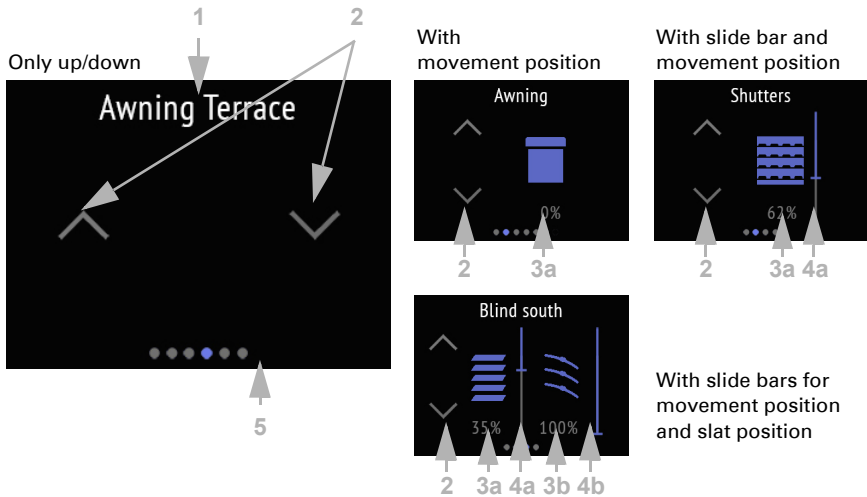 1
2
Only up/down
Awning Terrace
5
With
movement position
Awning
0%
2
3a
With slide bar and
movement position
Shutters
62%
2
3a
4a
Blind south
35%
100%
2
3a
4a
3b
4b
With slide bars for
movement position
and slat position